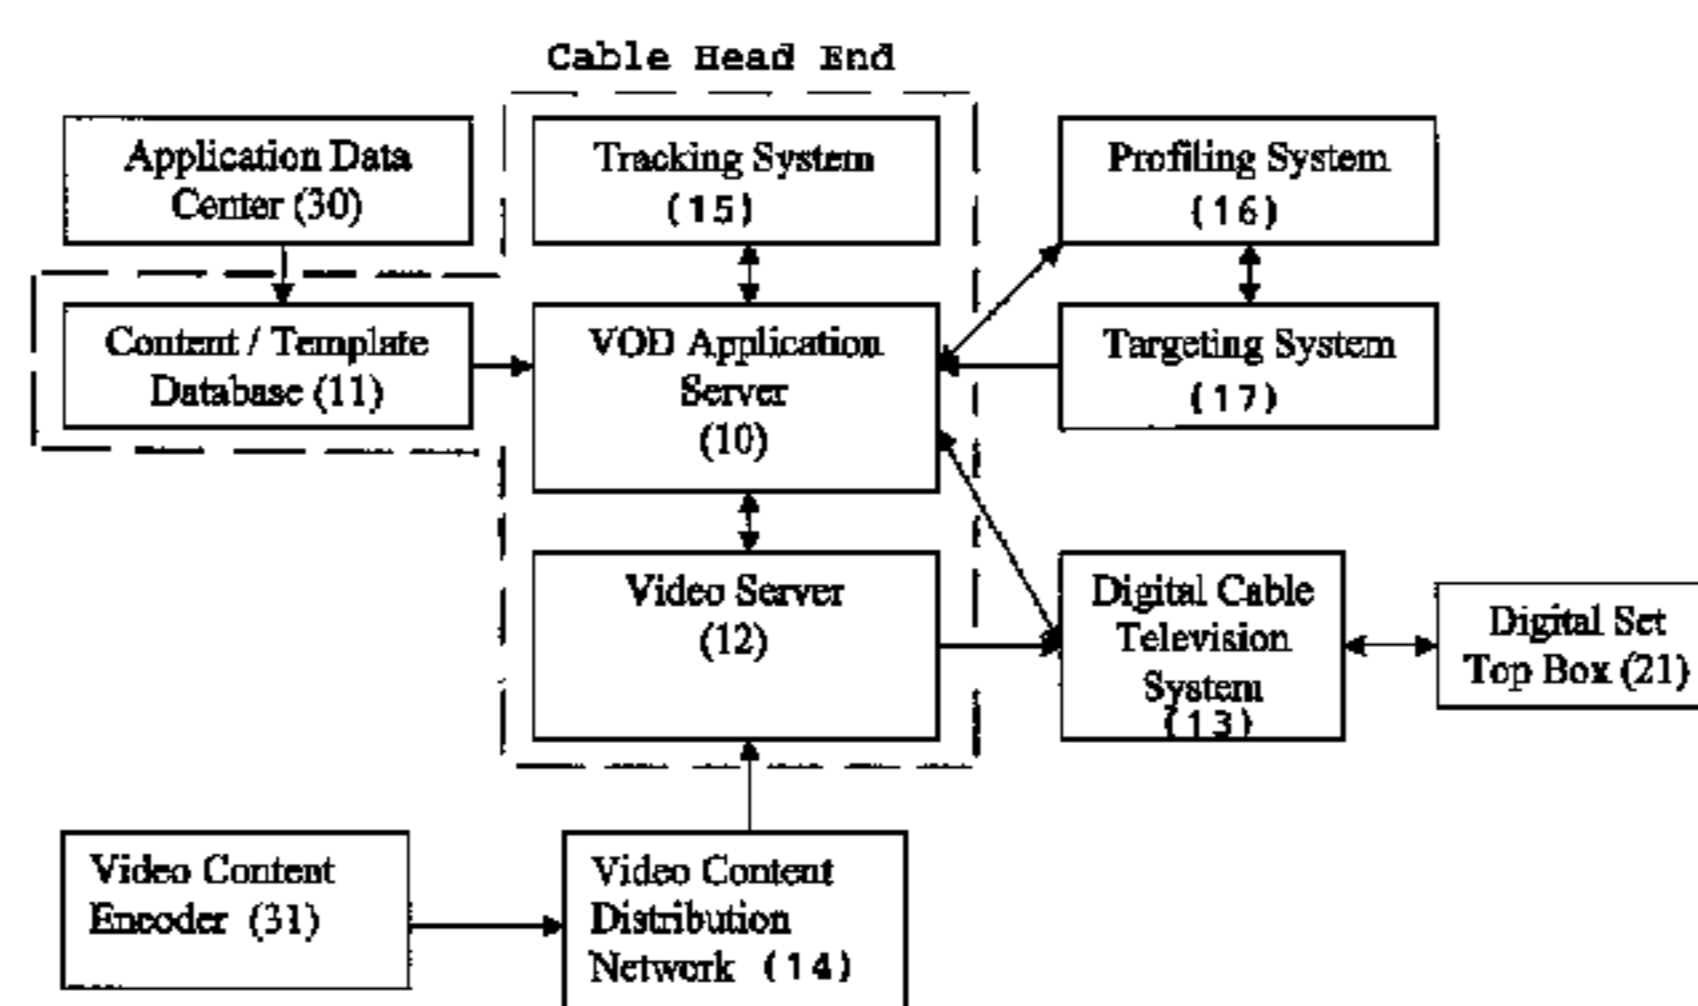 Cable Head End
Application Data
Center (30)
Tracking System
(15)
Profiling System
(16)
Content / Template
Database (11)
VOD Application
Server
(10)
Targeting System
(17)
Video Server
(12)
Digital Cable
Television
System
(13)
Digital Set
Top Box (21)
Video Content
Encoder (31)
Video Content
Distribution
Network (14)